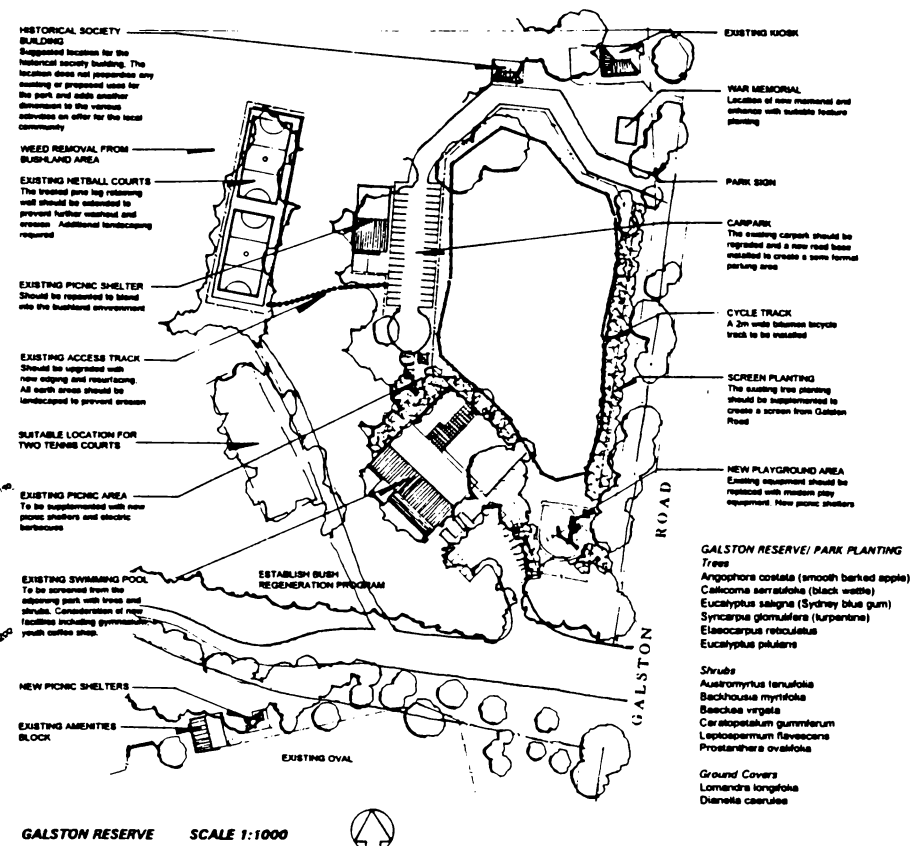 HISTORICAL SOCIETY
BUILDING
Suggested location for the
historical society building. The
location does not jeopardise any
existing or proposed uses for
the park and adds another
dimension to the various
activities on offer for the local
community
WEED REMOVAL FROM
BUSHLAND AREA
EXISTING NETBALL COURTS
The treated pine log retaining
wall should be extended to
prevent further washout and
erosion Additional landscaping
required
EXISTING PICNIC SHELTER
Should be repainted to blend
into the bushland environment
EXISTING ACCESS TRACK
Should be upgraded with
new edging and resurfacing.
All earth areas should be
landscaped to prevent erosion
SUITABLE LOCATION FOR
TWO TENNIS COURTS
EXISTING PICNIC AREA
To be supplemented with new
picnic shelters and electric
barbecues
EXISTING SWIMMING POOL
To be screened from the
adjoining park with trees and
shrubs. Consideration of new
facilities including gymnasium,
youth coffee shop.
NEW PICNIC SHELTERS
EXISTING AMENITIES
BLOCK
ESTABLISH BUSH
REGENERATION PROGRAM
EXISTING OVAL
EXISTING KIOSK
WAR MEMORIAL
Location of new memorial and
enhance with suitable feature
planting
PARK SIGN
CARPARK
The existing carpark should be
regraded and a new road base
installed to create a semi formal
parking area
CYCLE TRACK
A 2m wide bitumen bicycle
track to be installed
SCREEN PLANTING
The existing tree planting
should be supplemented to
create a screen from Galston
Road
NEW PLAYGROUND AREA
Existing equipment should be
replaced with modern play
equipment. New picnic shelters
GALSTON ROAD
GALSTON RESERVE/ PARK PLANTING
Trees
Angophora costata (smooth barked apple)
Callicoma serratifolia (black wattle)
Eucalyptus saligna (Sydney blue gum)
Syncarpia glomulifera (turpentine)
Elaeocarpus reticulatus
Eucalyptus pilularis
Shrubs
Austromyrtus tenuifolia
Backhousia myrtifolia
Baeckea virgata
Ceratopetalum gummiferum
Leptospermum flavescens
Prostanthera ovalifolia
Ground Covers
Lomandra longifolia
Dianella caerulea
GALSTON RESERVE SCALE 1:1000